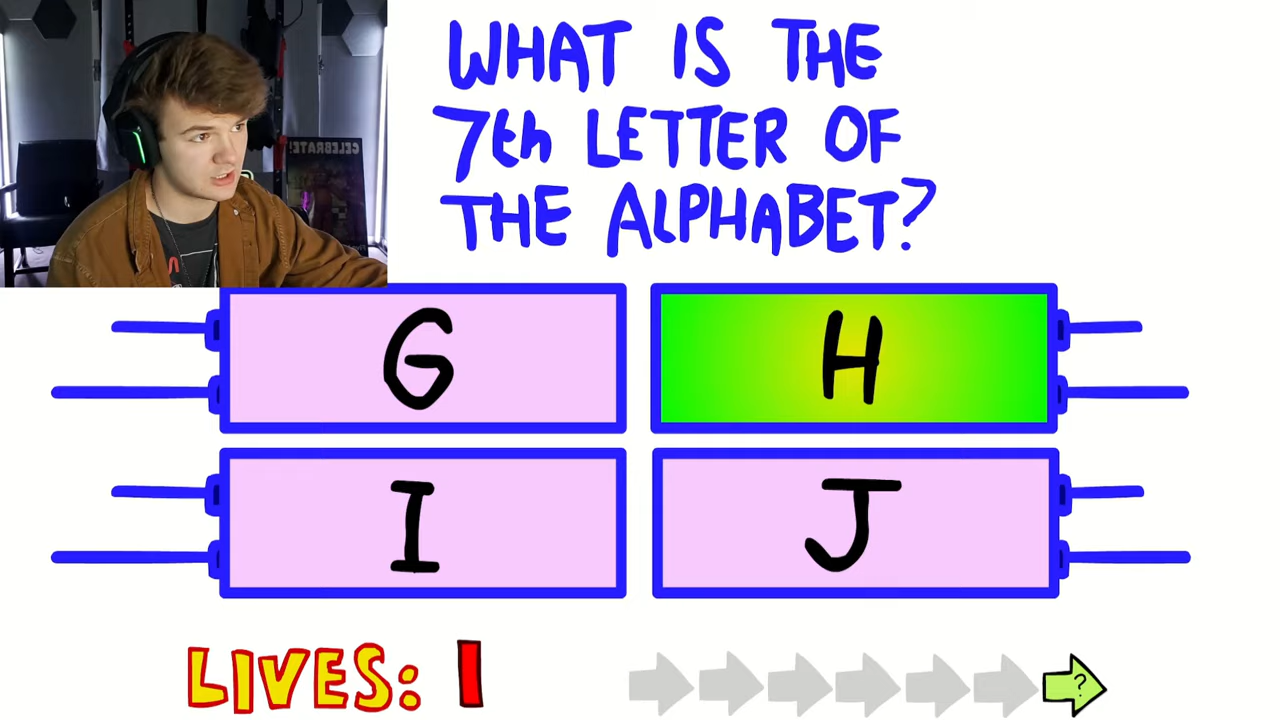 WHAT IS THE
7th LETTER OF
THE ALPHABET?
CELEBRATE!
G
H
I
J
LIVES: 1
?